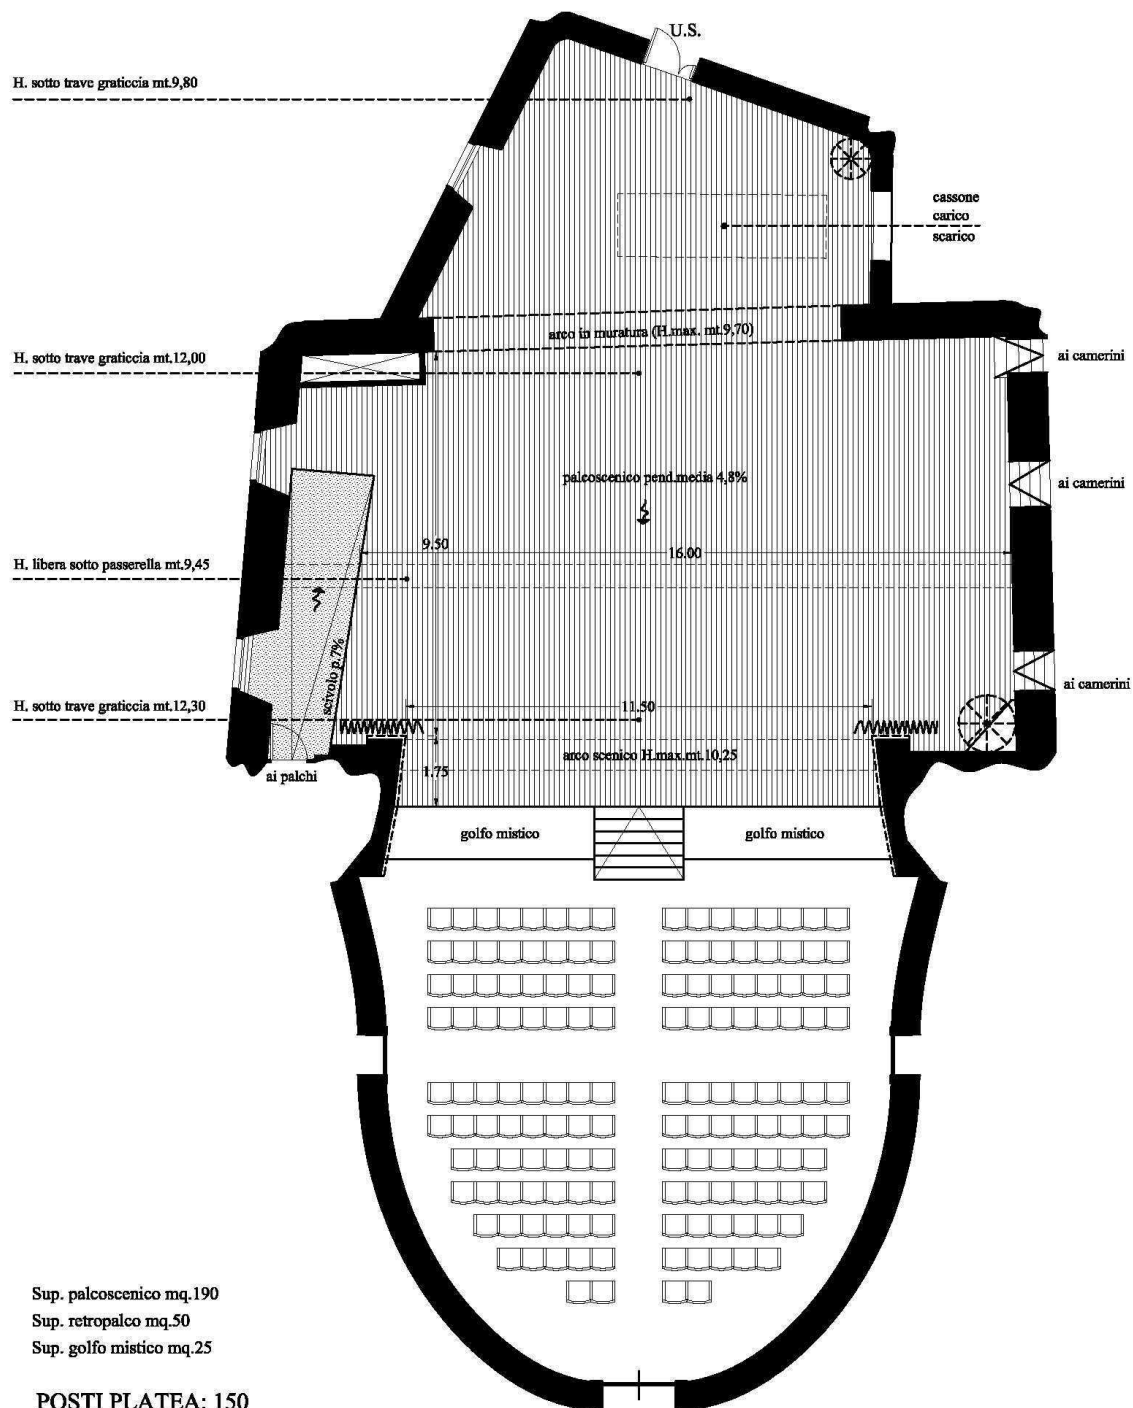 U.S.
H. sotto trave graticcia mt.9,80
cassone
carico
scarico
arco in muratura (H.max. mt.9,70)
H. sotto trave graticcia mt.12,00
ai camerini
palcoscenico pend.media 4,8%
ai camerini
9.50
16.00
H. libera sotto passerella mt.9,45
scivolo p.7%
ai camerini
H. sotto trave graticcia mt.12,30
11.50
arco scenico H.max.mt.10,25
ai palchi
1.75
golfo mistico
golfo mistico
Sup. palcoscenico mq.190
Sup. retropalco mq.50
Sup. golfo mistico mq.25
POSTI PLATEA: 150